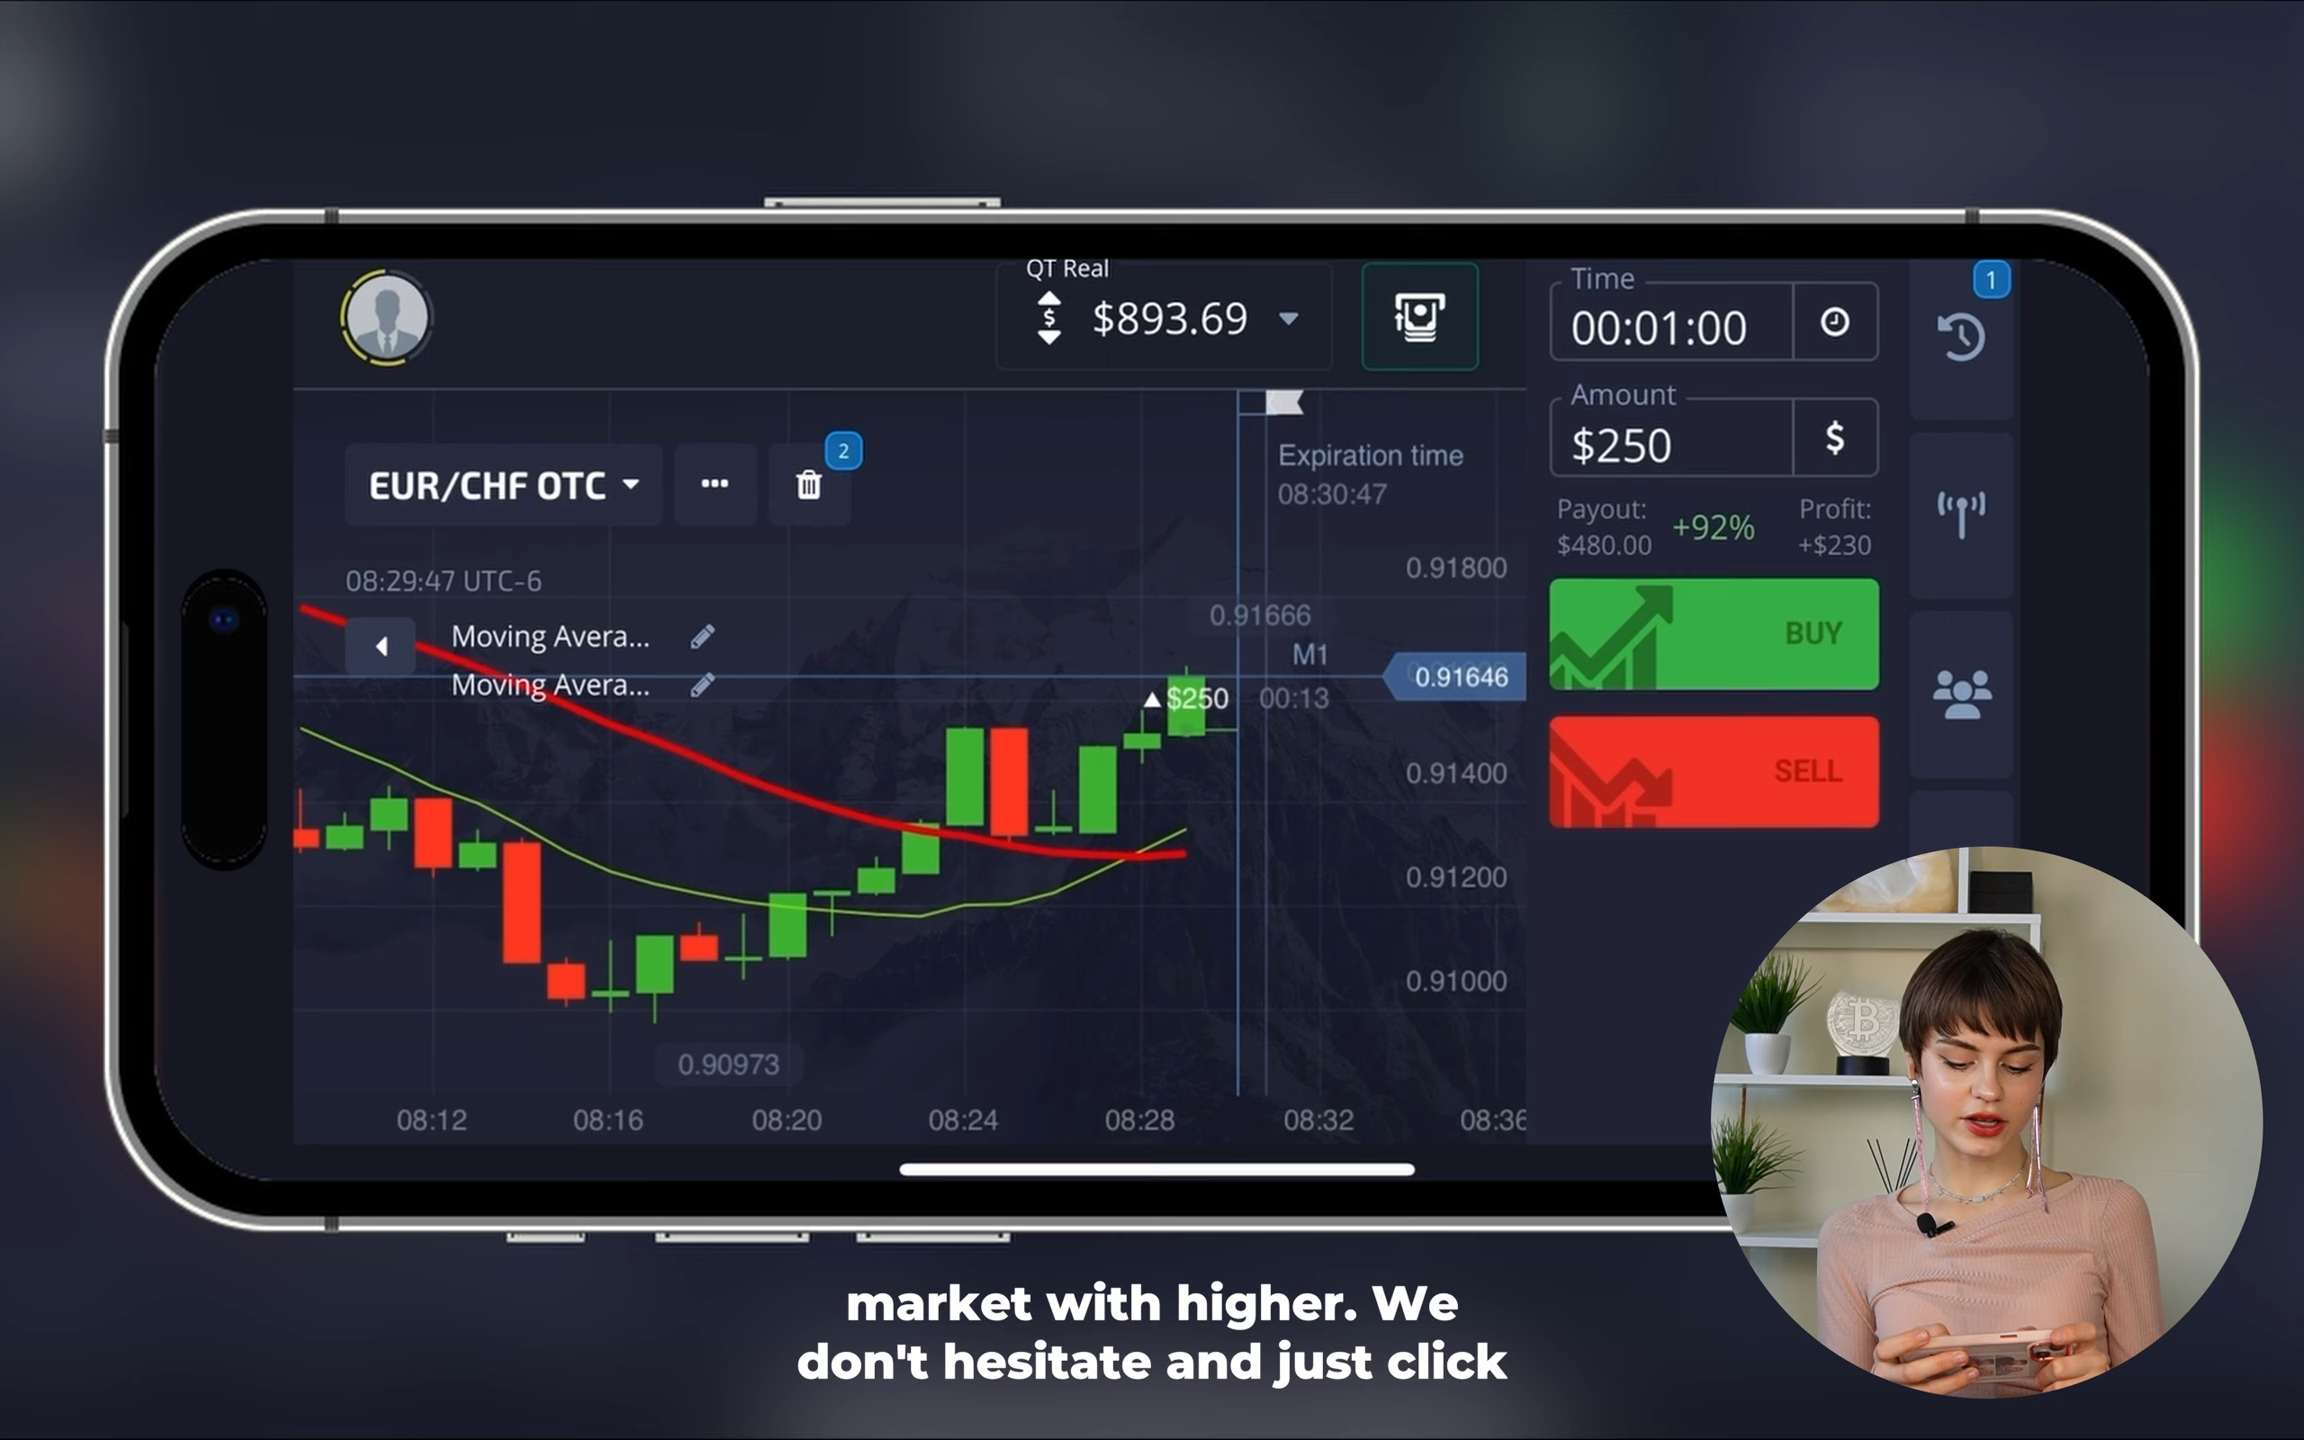 QT Real
$893.69
Time
00:01:00
1
Amount
$250
$
EUR/CHF OTC
...
2
Expiration time
08:30:47
Payout:
$480.00
+92%
Profit:
+$230
08:29:47 UTC-6
0.91800
0.91666
BUY
Moving Avera...
Moving Avera...
M1
0.91646
$250
00:13
SELL
0.91400
0.91200
0.91000
0.90973
08:12 08:16 08:20 08:24 08:28 08:32 08:36
market with higher. We
don't hesitate and just click